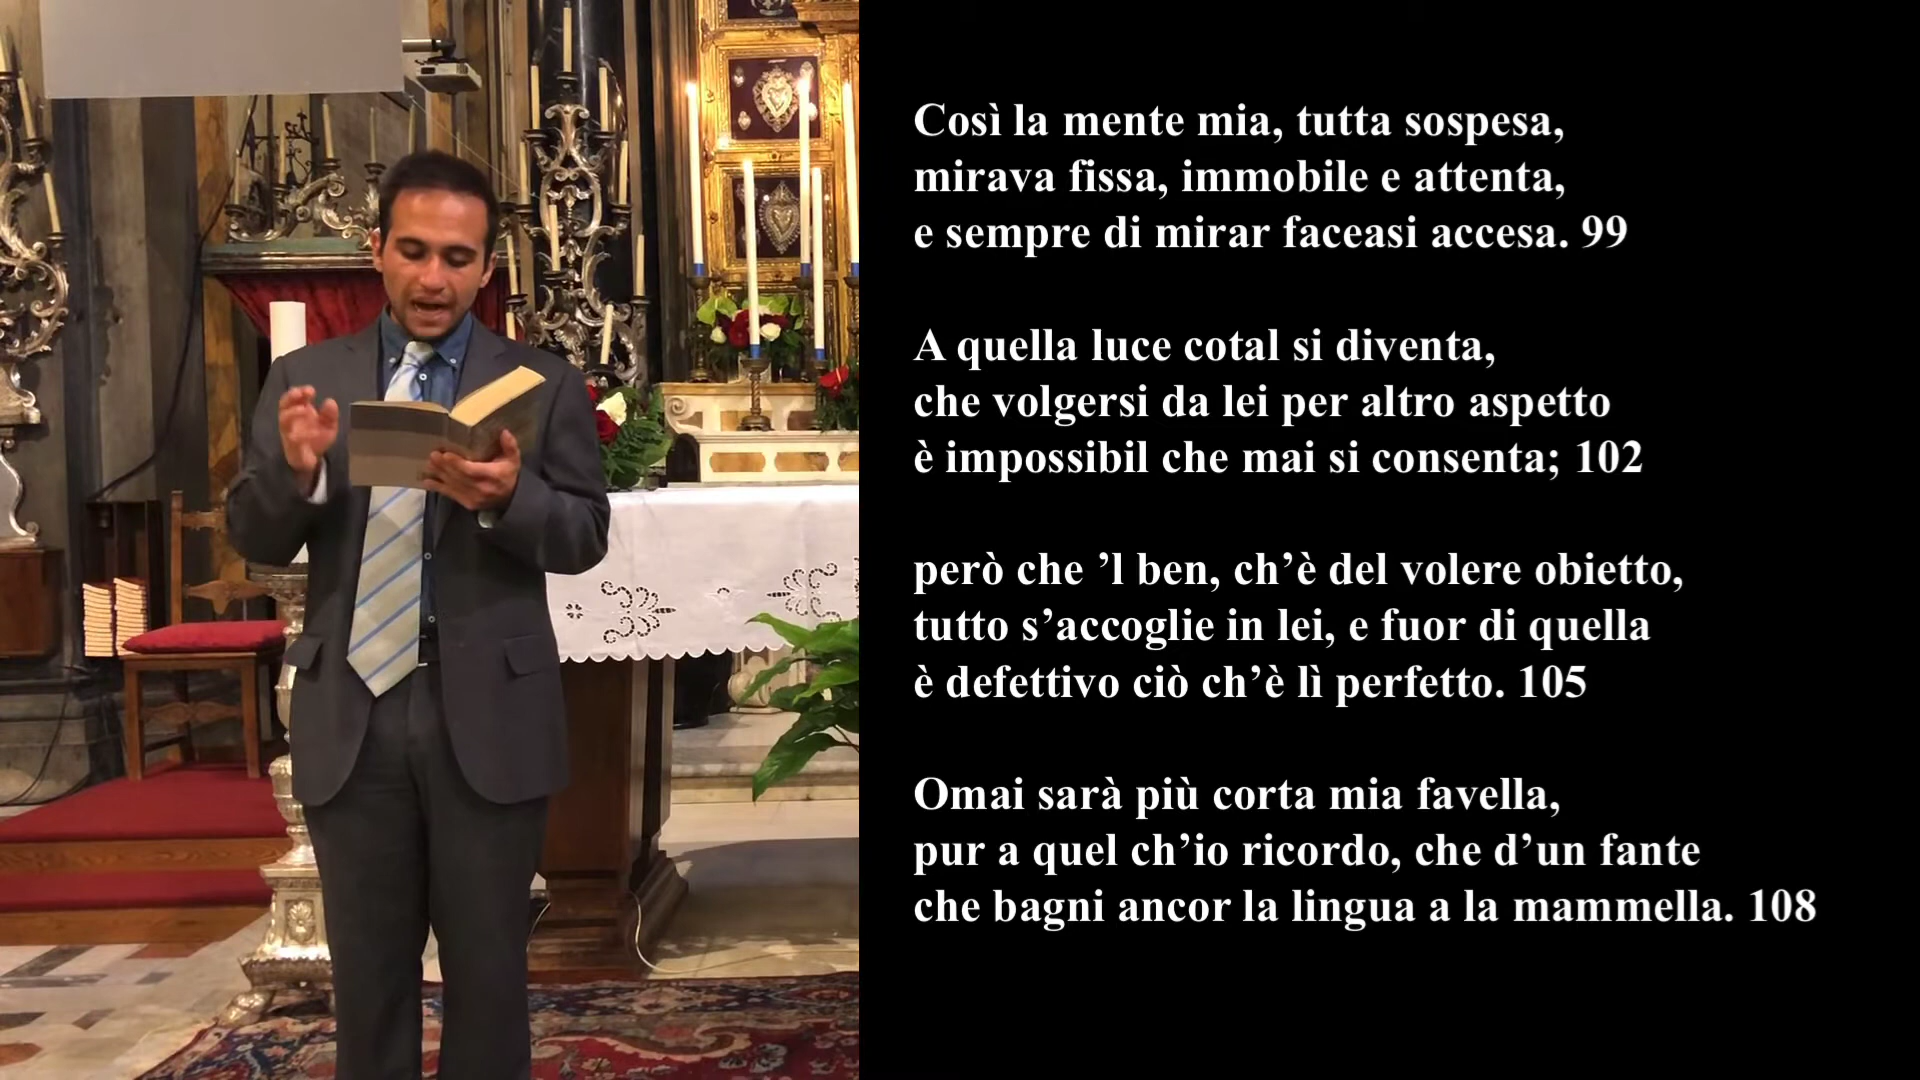 Così la mente mia, tutta sospesa,
mirava fissa, immobile e attenta,
e sempre di mirar faceasi accesa. 99
A quella luce cotal si diventa,
che volgersi da lei per altro aspetto
è impossibil che mai si consenta; 102
però che ’l ben, ch’è del volere obietto,
tutto s’accoglie in lei, e fuor di quella
è defettivo ciò ch’è lì perfetto. 105
Omai sarà più corta mia favella,
pur a quel ch’io ricordo, che d’un fante
che bagni ancor la lingua a la mammella. 108